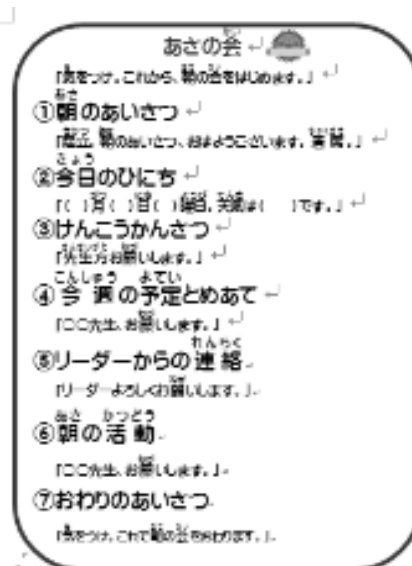 あさの会
「気をつけ。これから、朝の会をはじめます。」
①朝のあいさつ
「起立。朝のあいさつ、おはようございます。着席。」
②今日のひにち
「( )月( )日( )曜日、天気は( )です。」
③けんこうかんさつ
「先生方お願いします。」
④今週の予定とめあて
「〇〇先生、お願いします。」
⑤リーダーからの連絡
「リーダーよろしくお願いします。」
⑥朝の活動
「〇〇先生、お願いします。」
⑦おわりのあいさつ
「気をつけ、これで朝の会をおわります。」